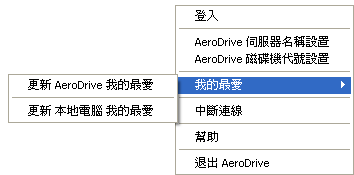 登入
AeroDrive 伺服器名稱設置
AeroDrive 磁碟機代號設置
我的最愛
更新 AeroDrive 我的最愛
更新 本地電腦 我的最愛
中斷連線
幫助
退出 AeroDrive